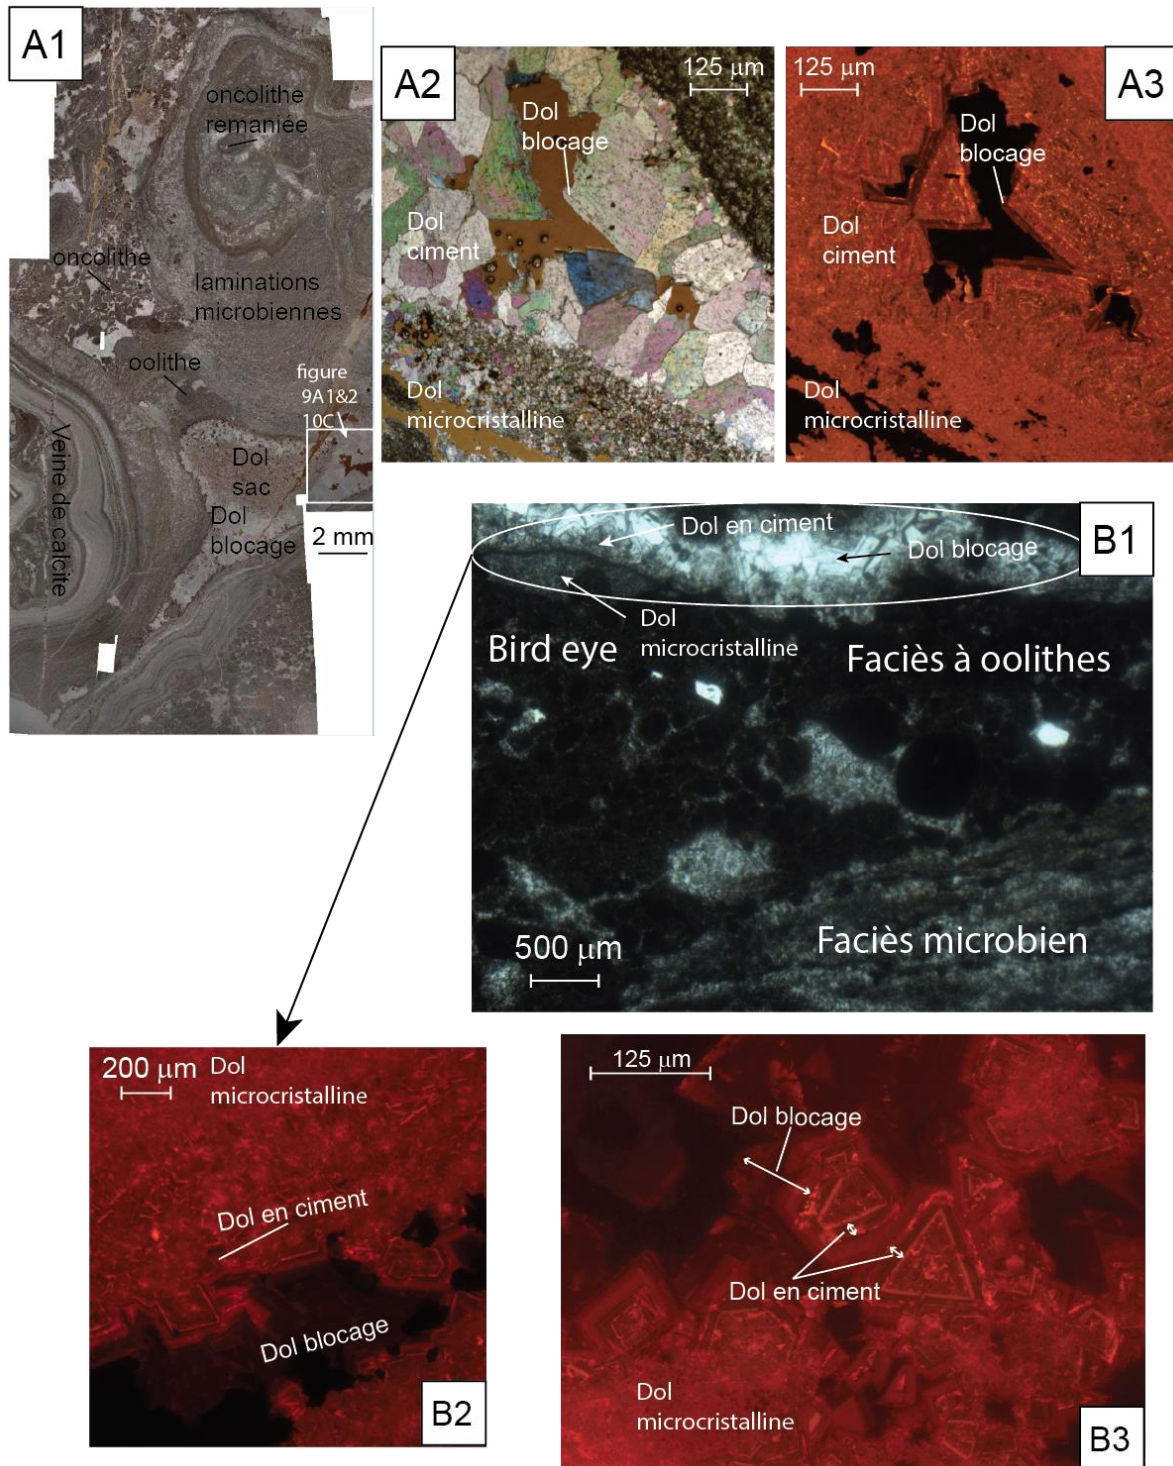 A1
oncolithe
remaniée
oncolithe
laminations
microbiennes
oolithe
figure
9A1&2
10C
Veine de calcite
Dol
sac
Dol
blocage
2 mm
A2
125 μm
Dol
blocage
Dol
ciment
Dol
microcristalline
125 μm
A3
Dol
blocage
Dol
ciment
Dol
microcristalline
B1
Dol en ciment
Dol blocage
Dol
microcristalline
Bird eye
Faciès à oolithes
Faciès microbien
500 μm
200 μm
Dol
microcristalline
Dol en ciment
Dol blocage
B2
125 μm
Dol blocage
Dol en ciment
Dol
microcristalline
B3